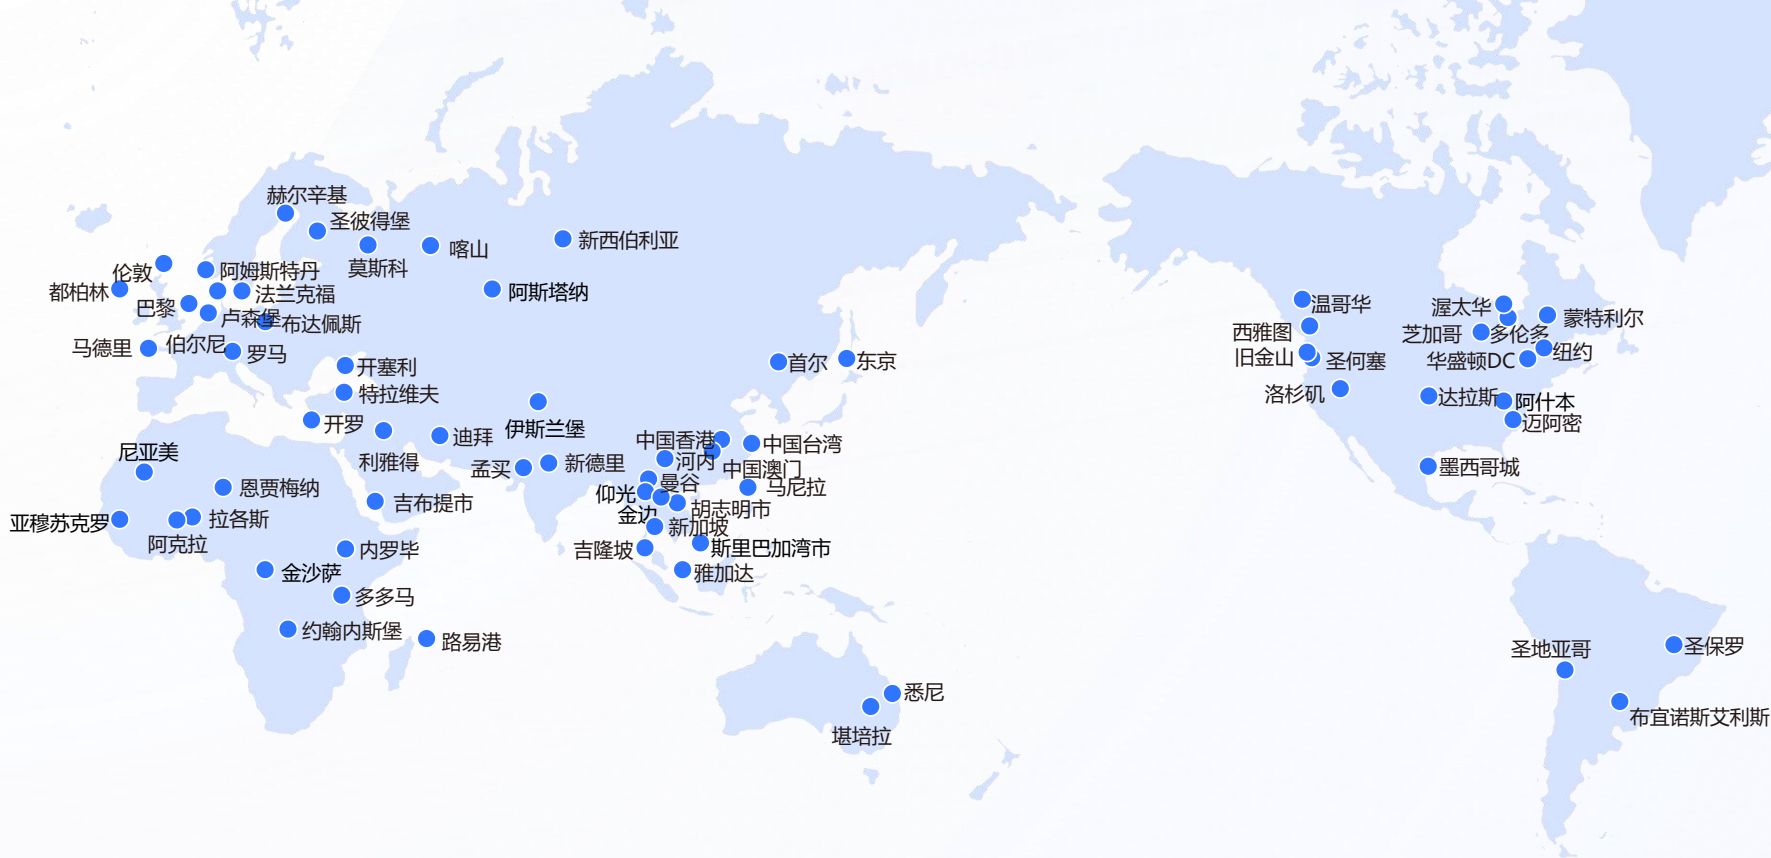 赫尔辛基
圣彼得堡
莫斯科
喀山
新西伯利亚
伦敦
阿姆斯特丹
都柏林
法兰克福
阿斯塔纳
巴黎
卢森堡
布达佩斯
马德里
伯尔尼
罗马
开塞利
特拉维夫
开罗
利雅得
迪拜
伊斯兰堡
首尔
东京
中国香港
中国台湾
尼亚美
孟买
新德里
河内
中国澳门
恩贾梅纳
吉布提市
仰光
曼谷
马尼拉
亚穆苏克罗
拉各斯
阿克拉
金边
胡志明市
新加坡
内罗毕
吉隆坡
斯里巴加湾市
金沙萨
雅加达
多多马
约翰内斯堡
路易港
悉尼
堪培拉
温哥华
西雅图
旧金山
圣何塞
洛杉矶
渥太华
蒙特利尔
芝加哥
多伦多
纽约
华盛顿DC
达拉斯
阿什本
迈阿密
墨西哥城
圣地亚哥
圣保罗
布宜诺斯艾利斯